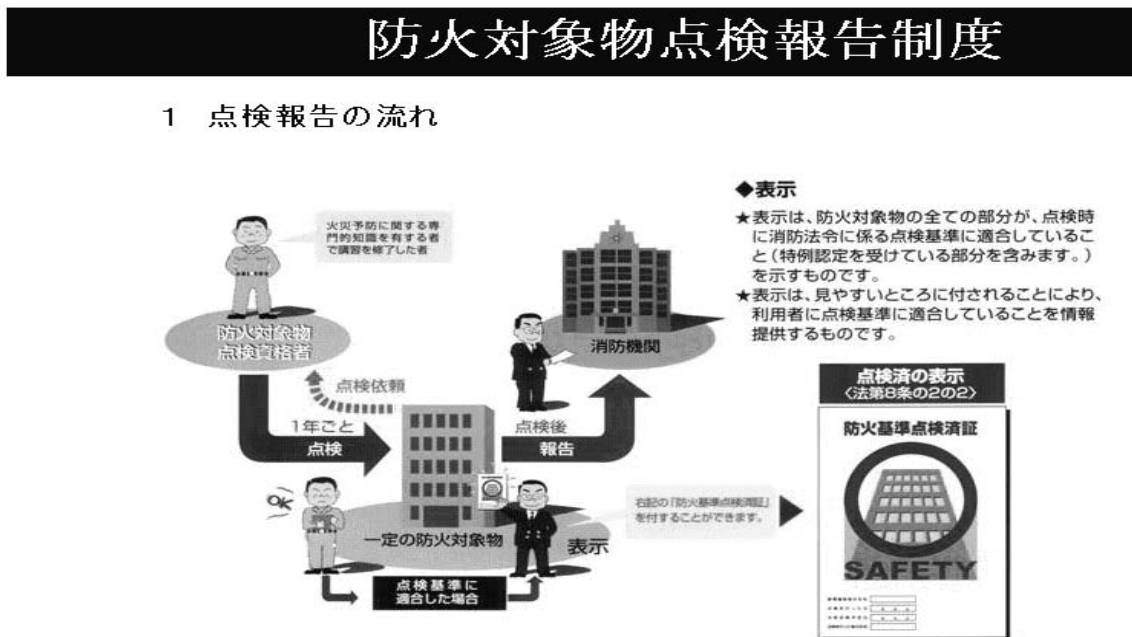 防火対象物点検報告制度
1 点検報告の流れ
火災予防に関する専
門的知識を有する者
で講習を修了した者
防火対象物
点検資格者
点検依頼
1年ごと
点検
消防機関
点検後
報告
一定の防火対象物
表示
点検基準に
適合した場合
◆表示
★表示は、防火対象物の全ての部分が、点検時
に消防法令に係る点検基準に適合しているこ
と(特例認定を受けている部分を含みます。)
を示すものです。
★表示は、見やすいところに付されることにより、
利用者に点検基準に適合していることを情報
提供するものです。
右記の「防火基準点検済証」
を付することができます。
点検済の表示
〈法第8条の2の2〉
防火基準点検済証
SAFETY